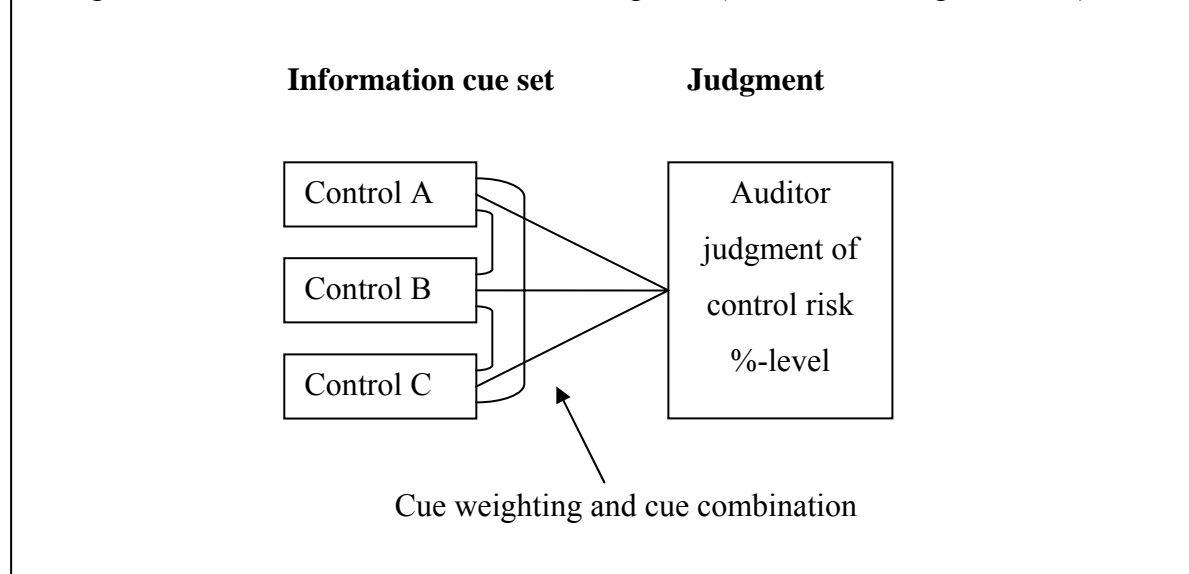 Information cue set Judgment
Control A
Control B
Control C
Auditor
judgment of
control risk
%-level
Cue weighting and cue combination